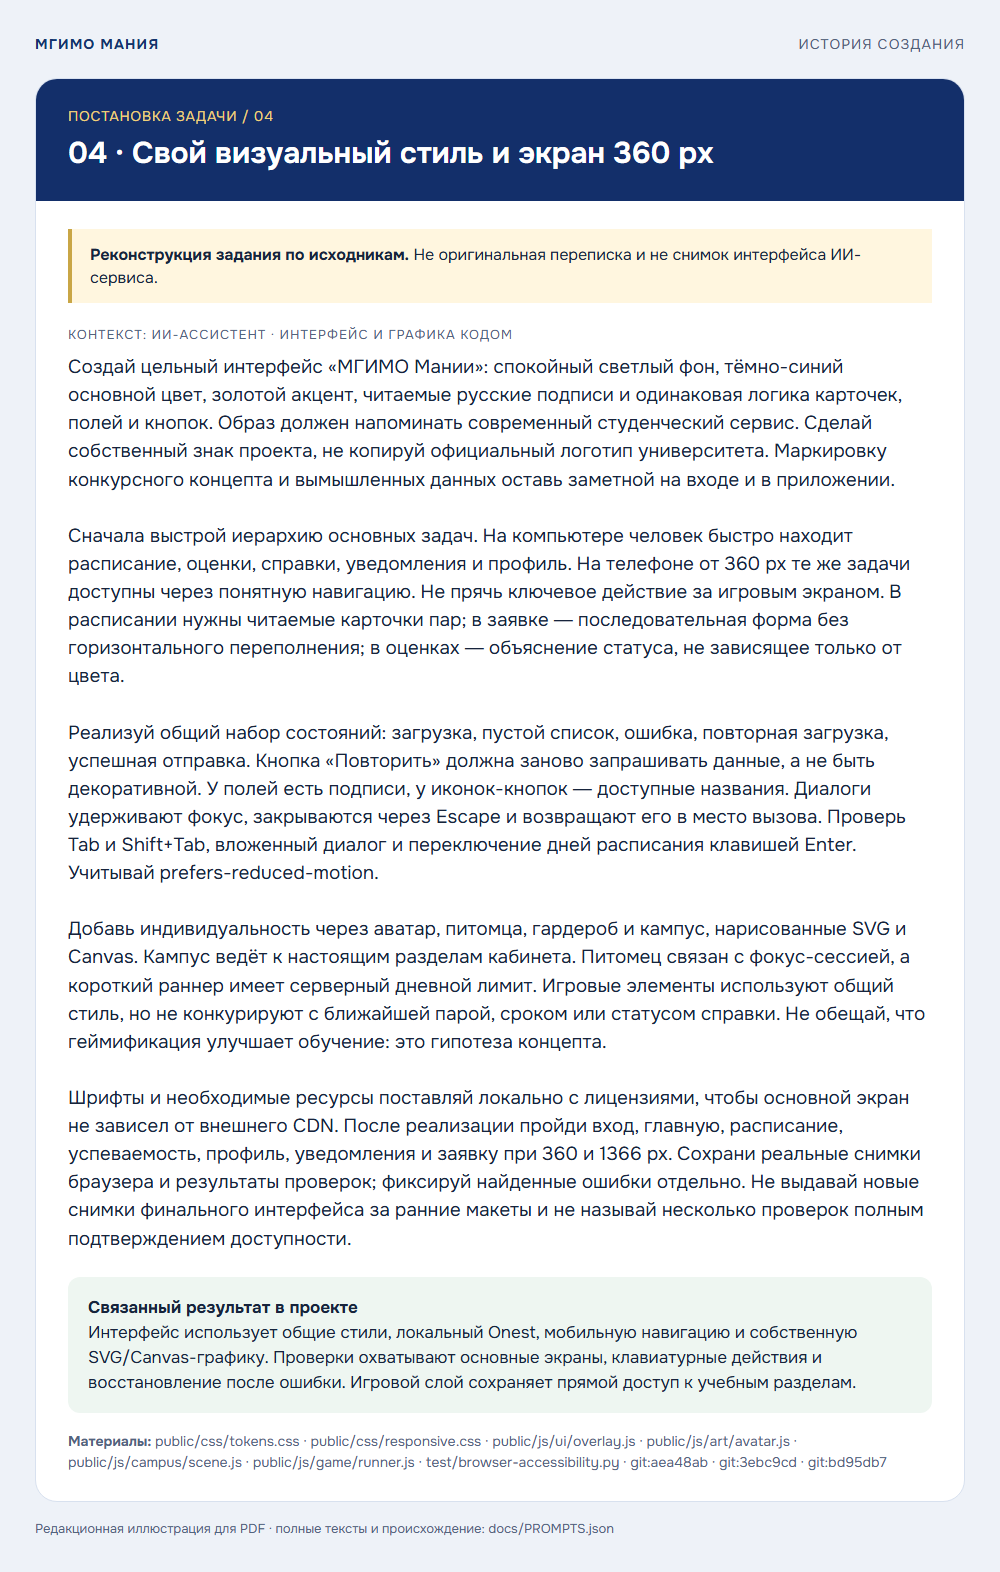 МГИМО МАНИЯ
ИСТОРИЯ СОЗДАНИЯ
ПОСТАНОВКА ЗАДАЧИ / 04
04 · Свой визуальный стиль и экран 360 px
Реконструкция задания по исходникам. Не оригинальная переписка и не снимок интерфейса ИИ-
сервиса.
КОНТЕКСТ: ИИ-АССИСТЕНТ · ИНТЕРФЕЙС И ГРАФИКА КОДОМ
Создай цельный интерфейс «МГИМО Мании»: спокойный светлый фон, тёмно-синий
основной цвет, золотой акцент, читаемые русские подписи и одинаковая логика карточек,
полей и кнопок. Образ должен напоминать современный студенческий сервис. Сделай
собственный знак проекта, не копируй официальный логотип университета. Маркировку
конкурсного концепта и вымышленных данных оставь заметной на входе и в приложении.
Сначала выстрой иерархию основных задач. На компьютере человек быстро находит
расписание, оценки, справки, уведомления и профиль. На телефоне от 360 px те же задачи
доступны через понятную навигацию. Не прячь ключевое действие за игровым экраном. В
расписании нужны читаемые карточки пар; в заявке — последовательная форма без
горизонтального переполнения; в оценках — объяснение статуса, не зависящее только от
цвета.
Реализуй общий набор состояний: загрузка, пустой список, ошибка, повторная загрузка,
успешная отправка. Кнопка «Повторить» должна заново запрашивать данные, а не быть
декоративной. У полей есть подписи, у иконок-кнопок — доступные названия. Диалоги
удерживают фокус, закрываются через Escape и возвращают его в место вызова. Проверь
Tab и Shift+Tab, вложенный диалог и переключение дней расписания клавишей Enter.
Учитывай prefers-reduced-motion.
Добавь индивидуальность через аватар, питомца, гардероб и кампус, нарисованные SVG и
Canvas. Кампус ведёт к настоящим разделам кабинета. Питомец связан с фокус-сессией, а
короткий раннер имеет серверный дневной лимит. Игровые элементы используют общий
стиль, но не конкурируют с ближайшей парой, сроком или статусом справки. Не обещай, что
геймификация улучшает обучение: это гипотеза концепта.
Шрифты и необходимые ресурсы поставляй локально с лицензиями, чтобы основной экран
не зависел от внешнего CDN. После реализации пройди вход, главную, расписание,
успеваемость, профиль, уведомления и заявку при 360 и 1366 px. Сохрани реальные снимки
браузера и результаты проверок; фиксируй найденные ошибки отдельно. Не выдавай новые
снимки финального интерфейса за ранние макеты и не называй несколько проверок полным
подтверждением доступности.
Связанный результат в проекте
Интерфейс использует общие стили, локальный Onest, мобильную навигацию и собственную
SVG/Canvas-графику. Проверки охватывают основные экраны, клавиатурные действия и
восстановление после ошибки. Игровой слой сохраняет прямой доступ к учебным разделам.
Материалы: public/css/tokens.css · public/css/responsive.css · public/js/ui/overlay.js · public/js/art/avatar.js ·
public/js/campus/scene.js · public/js/game/runner.js · test/browser-accessibility.py · git:aea48ab · git:3ebc9cd · git:bd95db7
Редакционная иллюстрация для PDF · полные тексты и происхождение: docs/PROMPTS.json